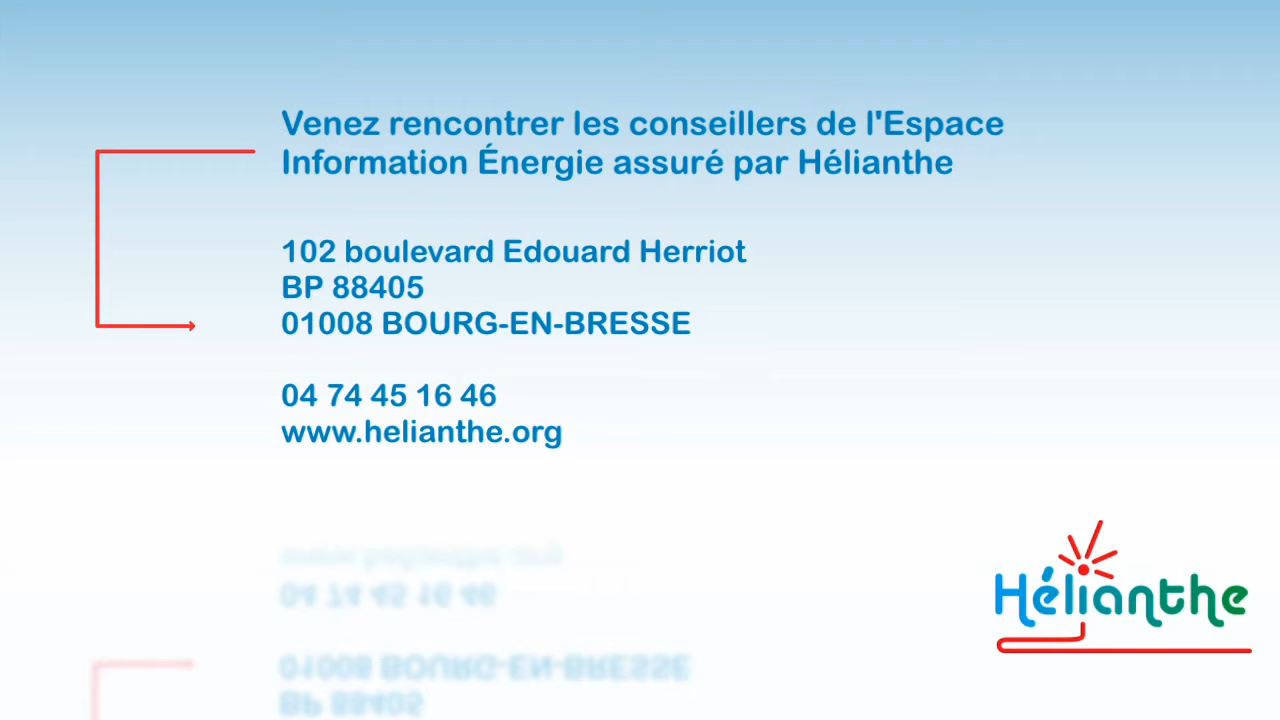 Venez rencontrer les conseillers de l'Espace
Information Énergie assuré par Hélianthe
102 boulevard Edouard Herriot
BP 88405
01008 BOURG-EN-BRESSE
04 74 45 16 46
www.helianthe.org
Hélianthe